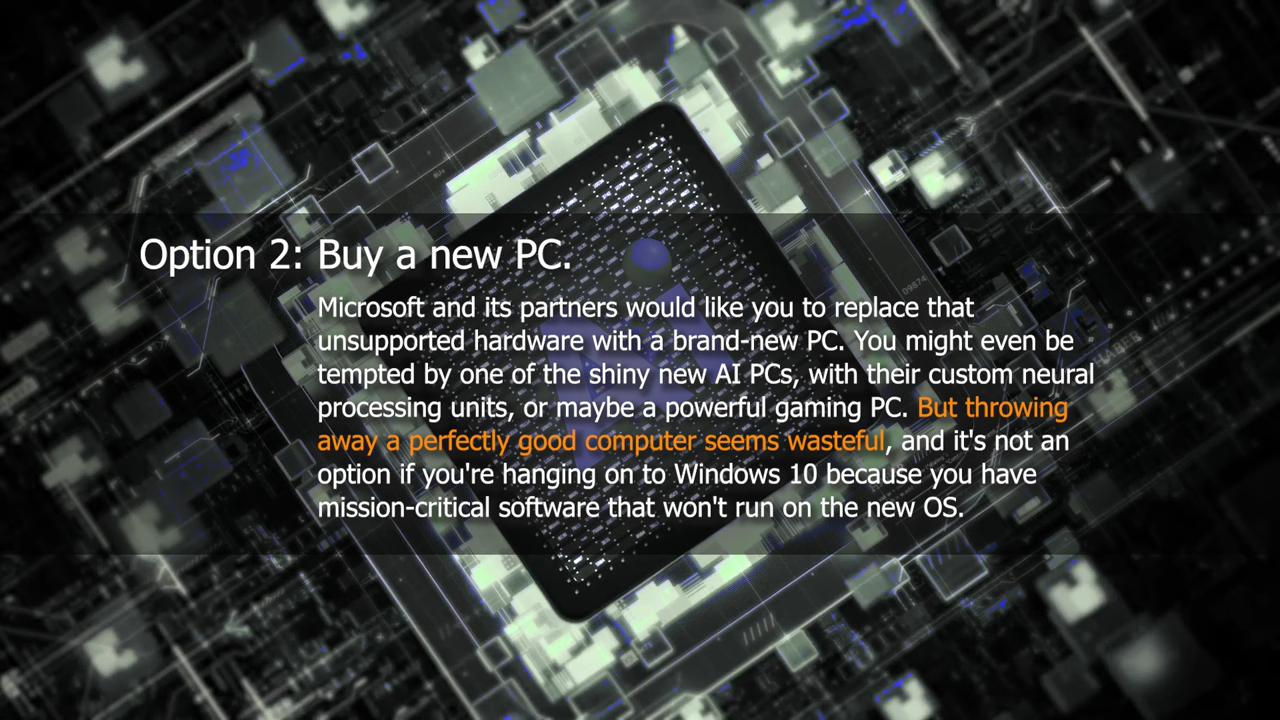 Option 2: Buy a new PC.
Microsoft and its partners would like you to replace that
unsupported hardware with a brand-new PC. You might even be
tempted by one of the shiny new AI PCs, with their custom neural
processing units, or maybe a powerful gaming PC. But throwing
away a perfectly good computer seems wasteful, and it's not an
option if you're hanging on to Windows 10 because you have
mission-critical software that won't run on the new OS.